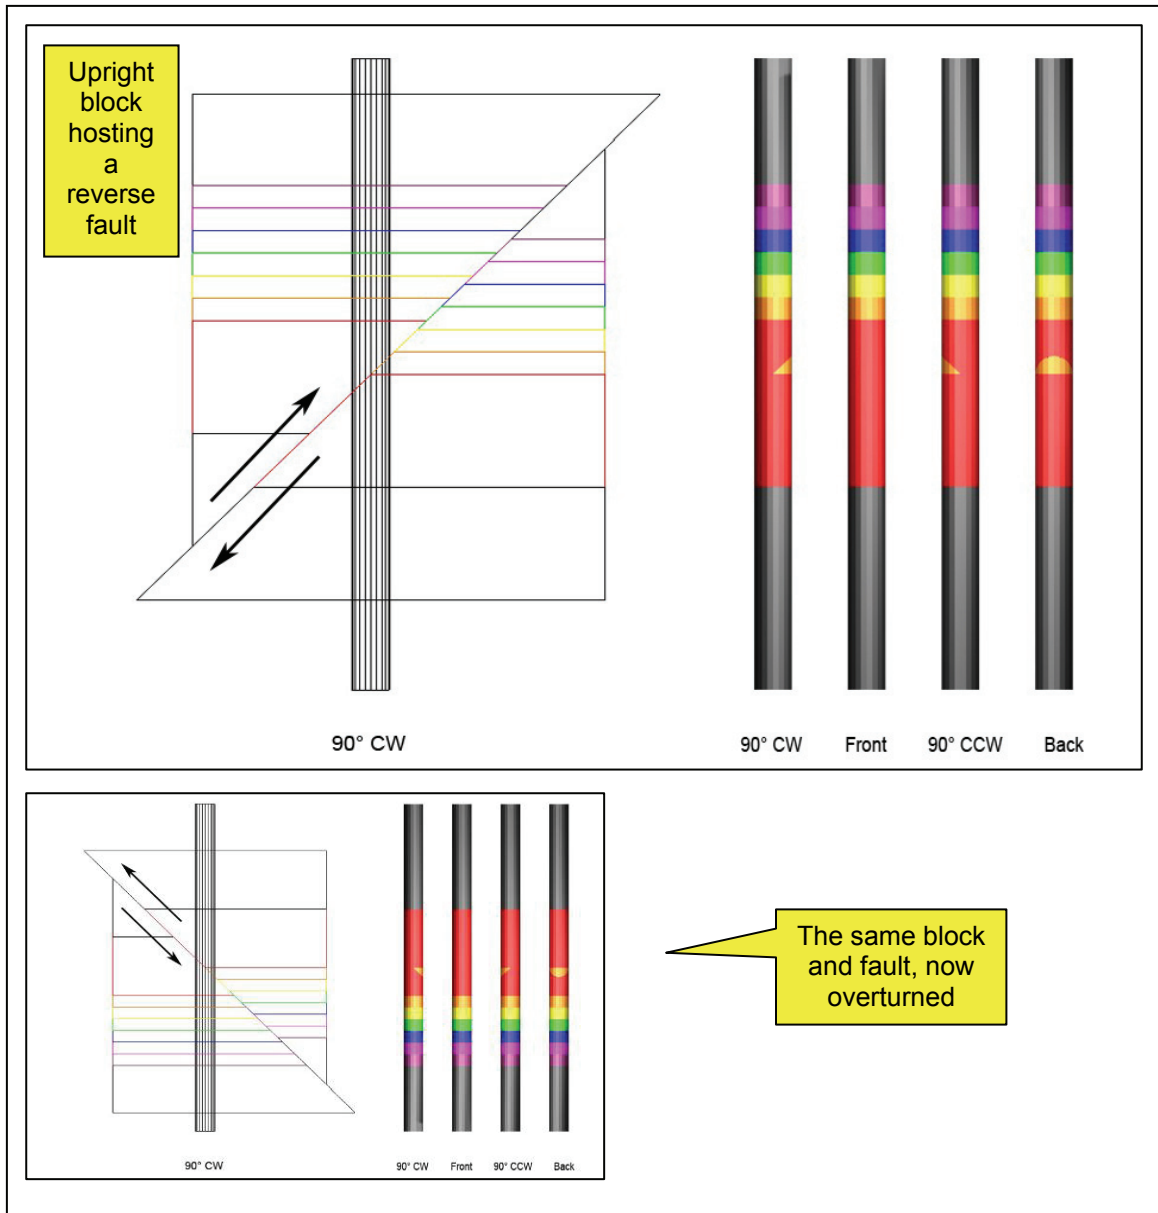 Upright
block
hosting
a
reverse
fault
90° CW
90° CW Front 90° CCW Back
90° CW
90° CW Front 90° CCW Back
The same block
and fault, now
overturned